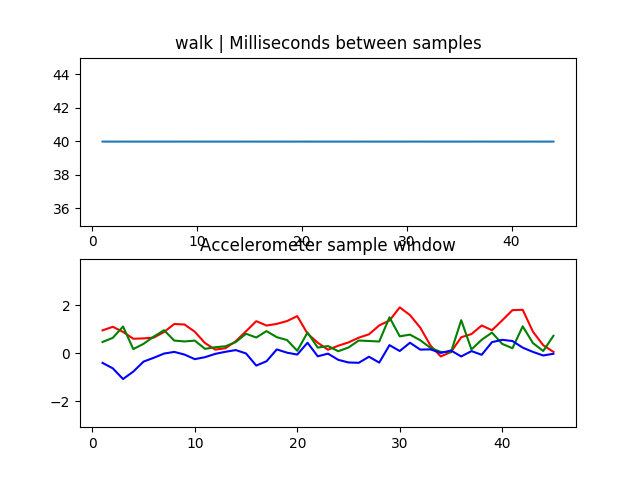 walk | Milliseconds between samples
44
42
40
38
36
0 10 20 30 40
Accelerometer sample window
2
0
−2
0 10 20 30 40